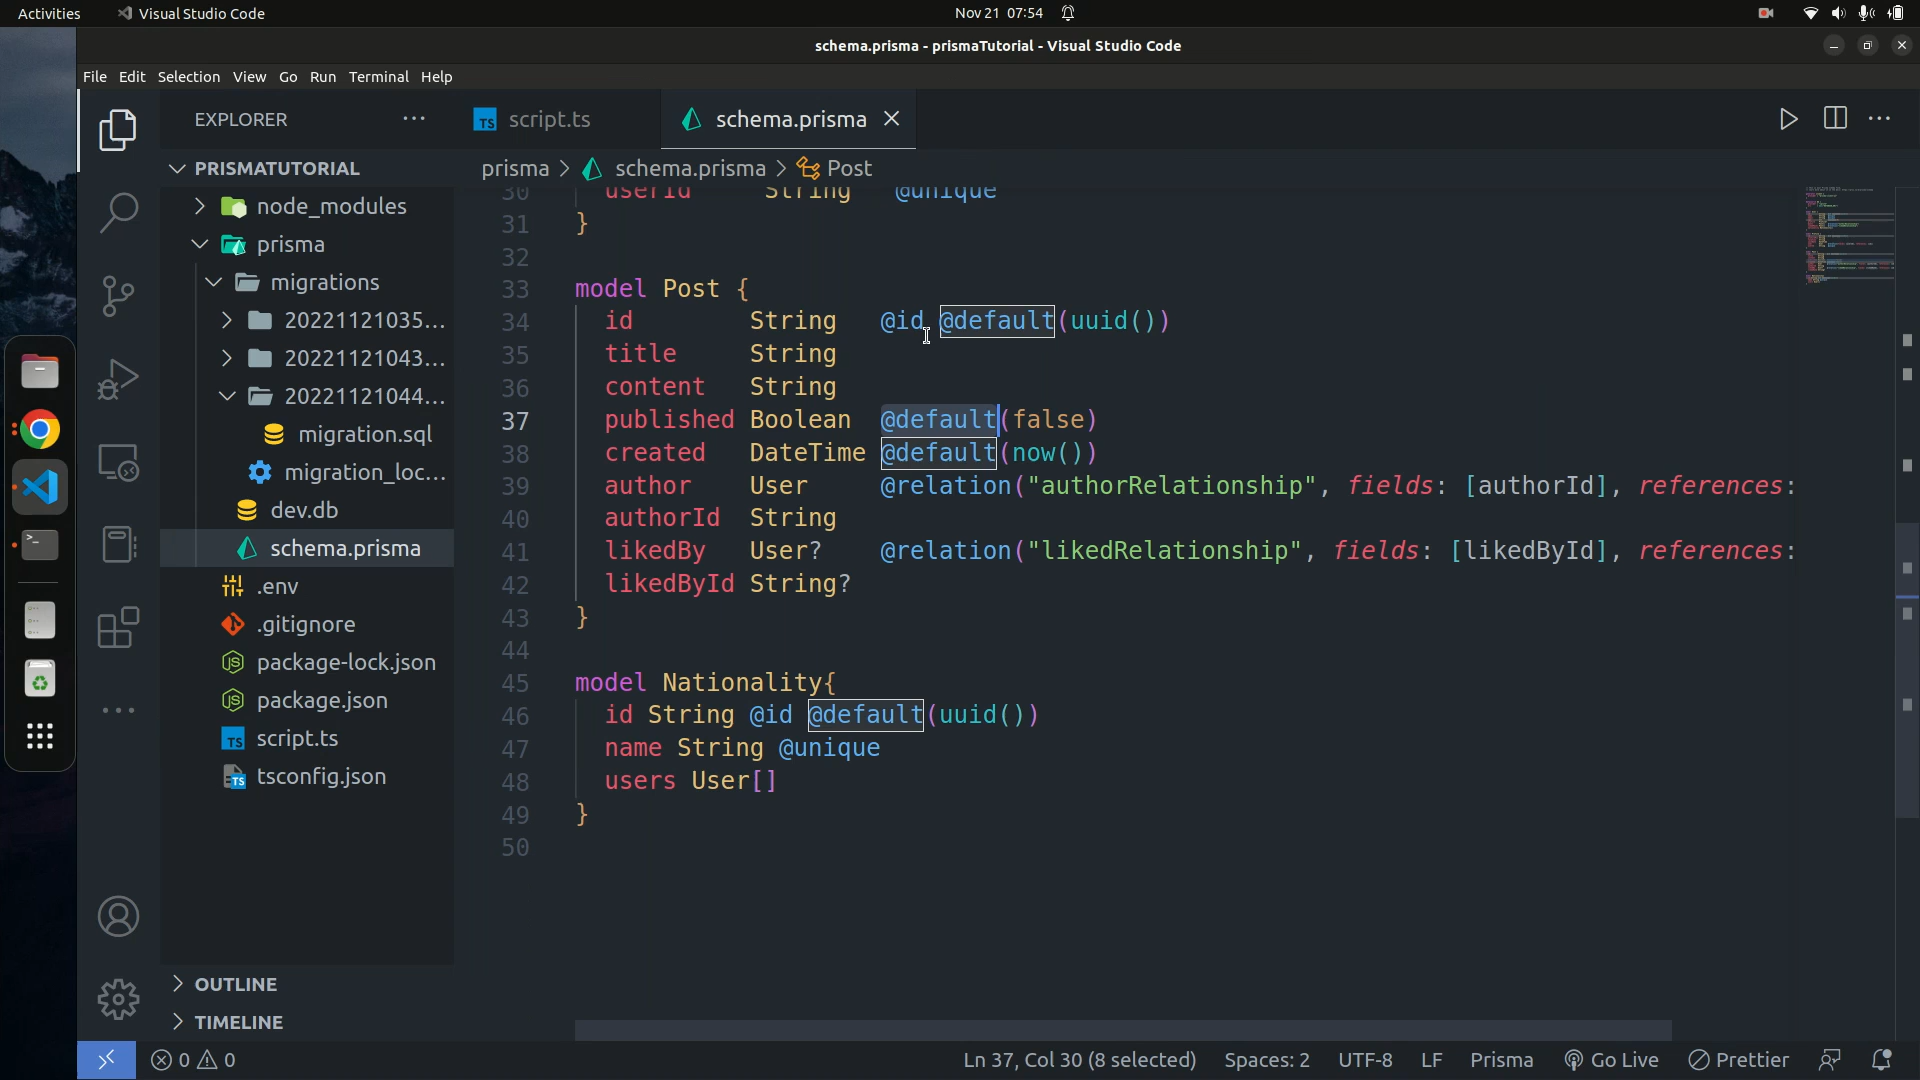 Activities
Visual Studio Code
Nov 21 07:54
schema.prisma - prismaTutorial - Visual Studio Code
File Edit Selection View Go Run Terminal Help
EXPLORER
script.ts
schema.prisma
PRISMATUTORIAL
prisma > schema.prisma > Post
node_modules
prisma
migrations
20221121035...
20221121043...
20221121044...
migration.sql
migration_loc...
dev.db
schema.prisma
.env
.gitignore
package-lock.json
package.json
script.ts
tsconfig.json
OUTLINE
TIMELINE
30 userId String @unique
31 }
32
33 model Post {
34 id String @id @default(uuid())
35 title String
36 content String
37 published Boolean @default(false)
38 created DateTime @default(now())
39 author User @relation("authorRelationship", fields: [authorId], references:
40 authorId String
41 likedBy User? @relation("likedRelationship", fields: [likedById], references:
42 likedById String?
43 }
44
45 model Nationality{
46 id String @id @default(uuid())
47 name String @unique
48 users User[]
49 }
50
0 0
Ln 37, Col 30 (8 selected)
Spaces: 2
UTF-8
LF
Prisma
Go Live
Prettier